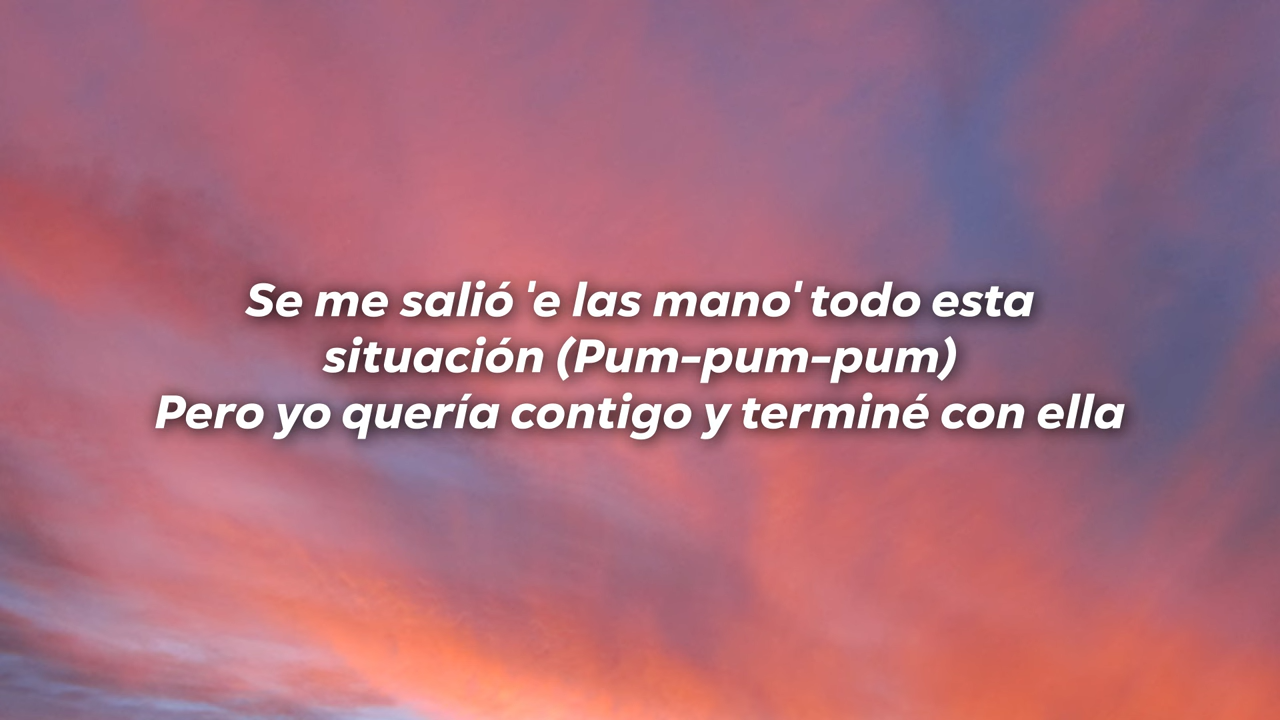 Se me salió 'e las mano' todo esta
situación (Pum-pum-pum)
Pero yo quería contigo y terminé con ella